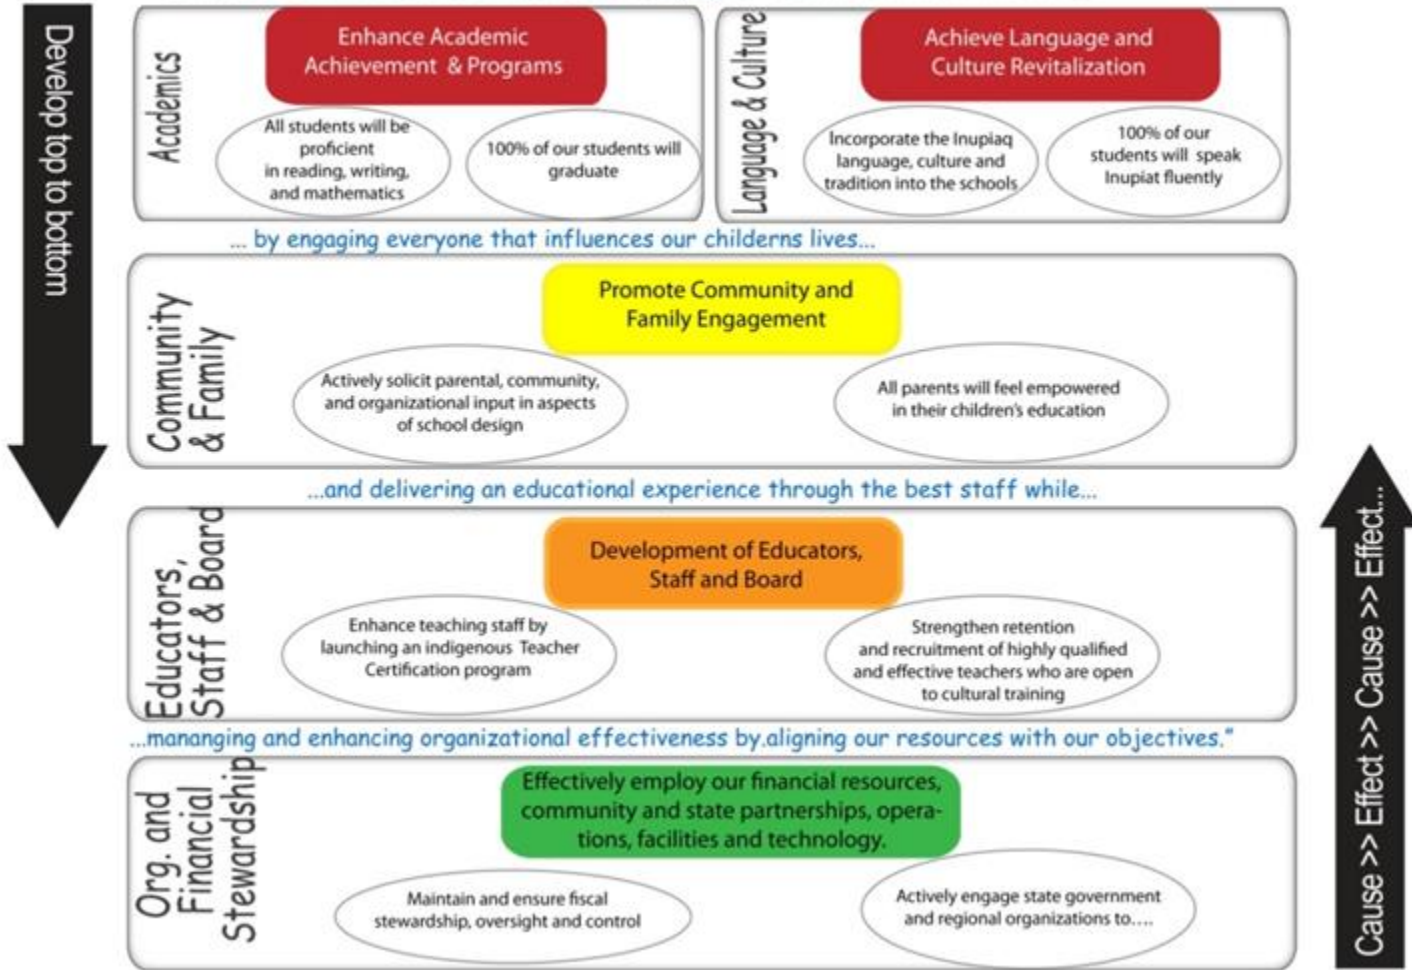 Develop top to bottom
Academics
Enhance Academic
Achievement & Programs
All students will be
proficient
in reading, writing,
and mathematics
100% of our students will
graduate
Language & Culture
Achieve Language and
Culture Revitalization
Incorporate the Inupiaq
language, culture and
tradition into the schools
100% of our
students will speak
Inupiat fluently
... by engaging everyone that influences our childerns lives...
Community
& Family
Promote Community and
Family Engagement
Actively solicit parental, community,
and organizational input in aspects
of school design
All parents will feel empowered
in their children's education
...and delivering an educational experience through the best staff while...
Educators,
Staff & Board
Development of Educators,
Staff and Board
Enhance teaching staff by
launching an indigenous Teacher
Certification program
Strengthen retention
and recruitment of highly qualified
and effective teachers who are open
to cultural training
...mananging and enhancing organizational effectiveness by.aligning our resources with our objectives."
Org. and
Financial
Stewardship
Effectively employ our financial resources,
community and state partnerships, opera-
tions, facilities and technology.
Maintain and ensure fiscal
stewardship, oversight and control
Actively engage state government
and regional organizations to....
Cause >> Effect >> Cause >> Effect...